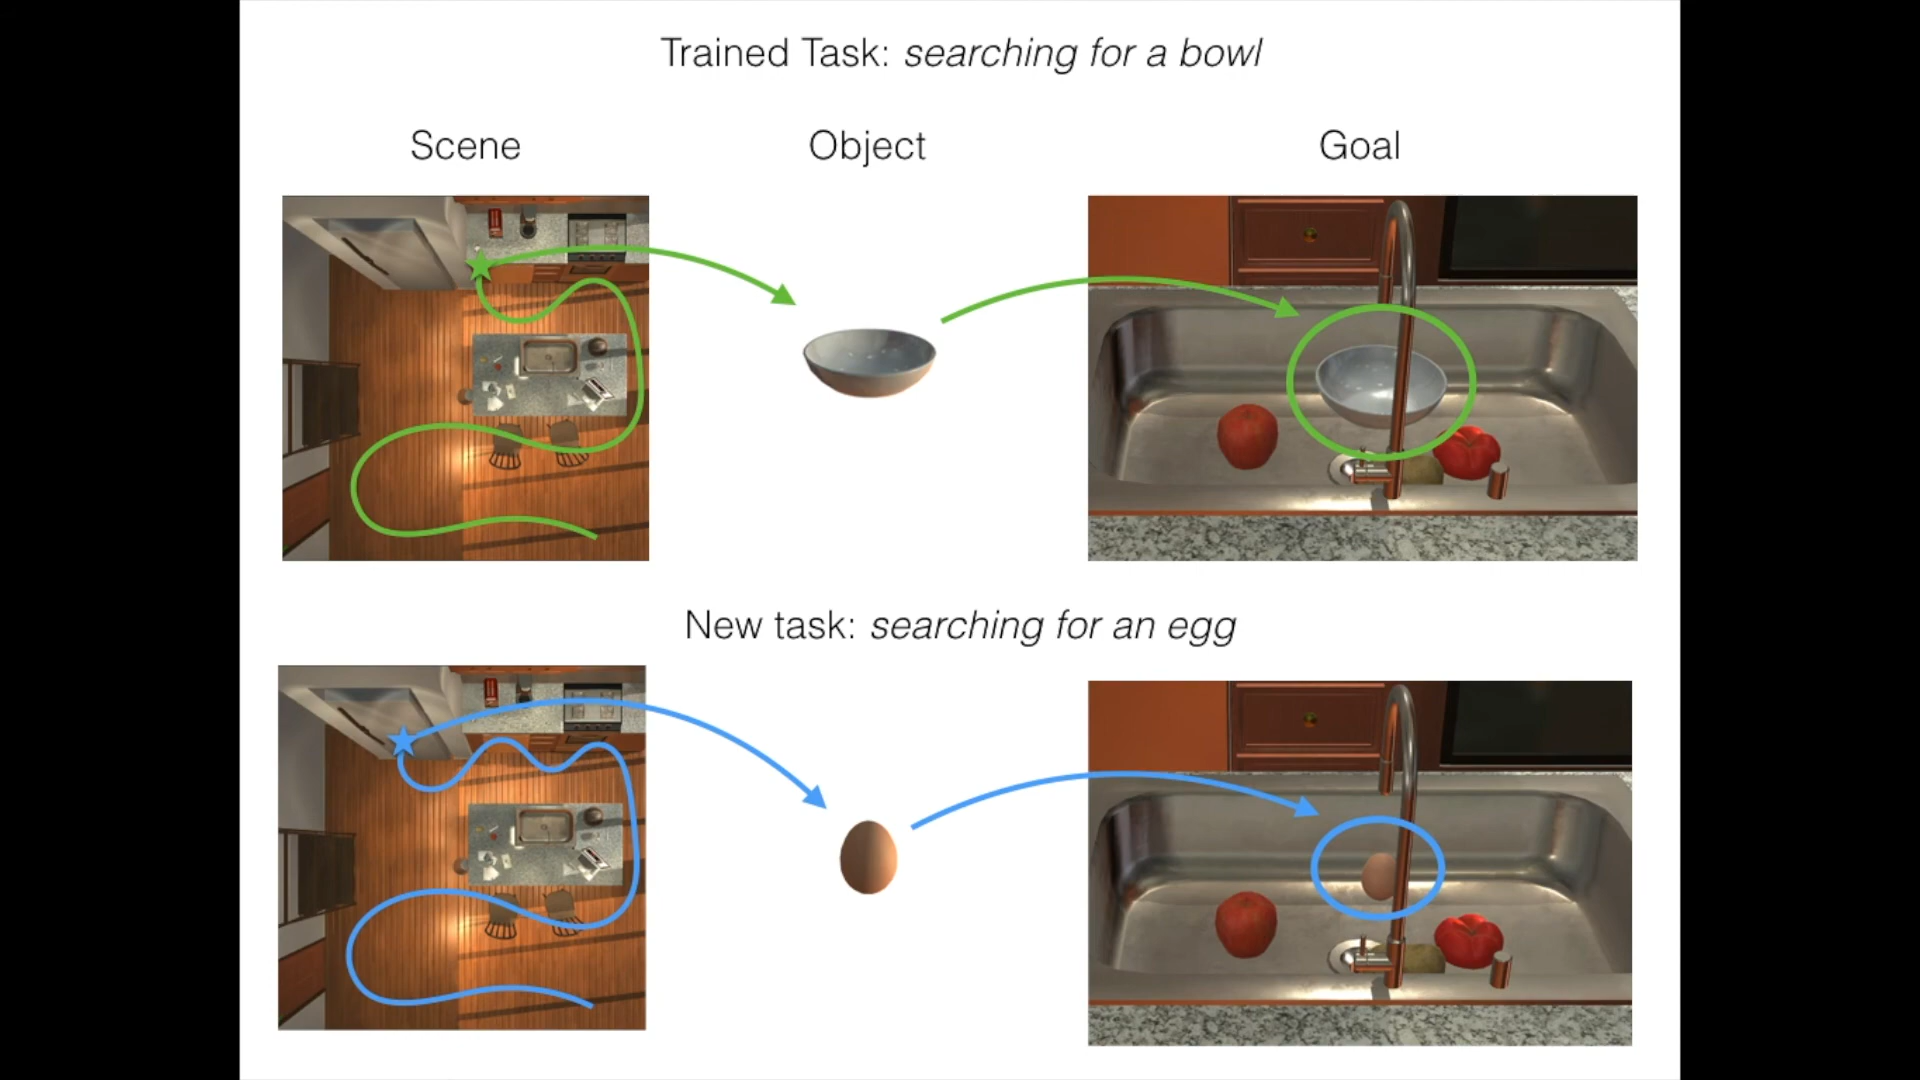 Trained Task: searching for a bowl
Scene
Object
Goal
New task: searching for an egg